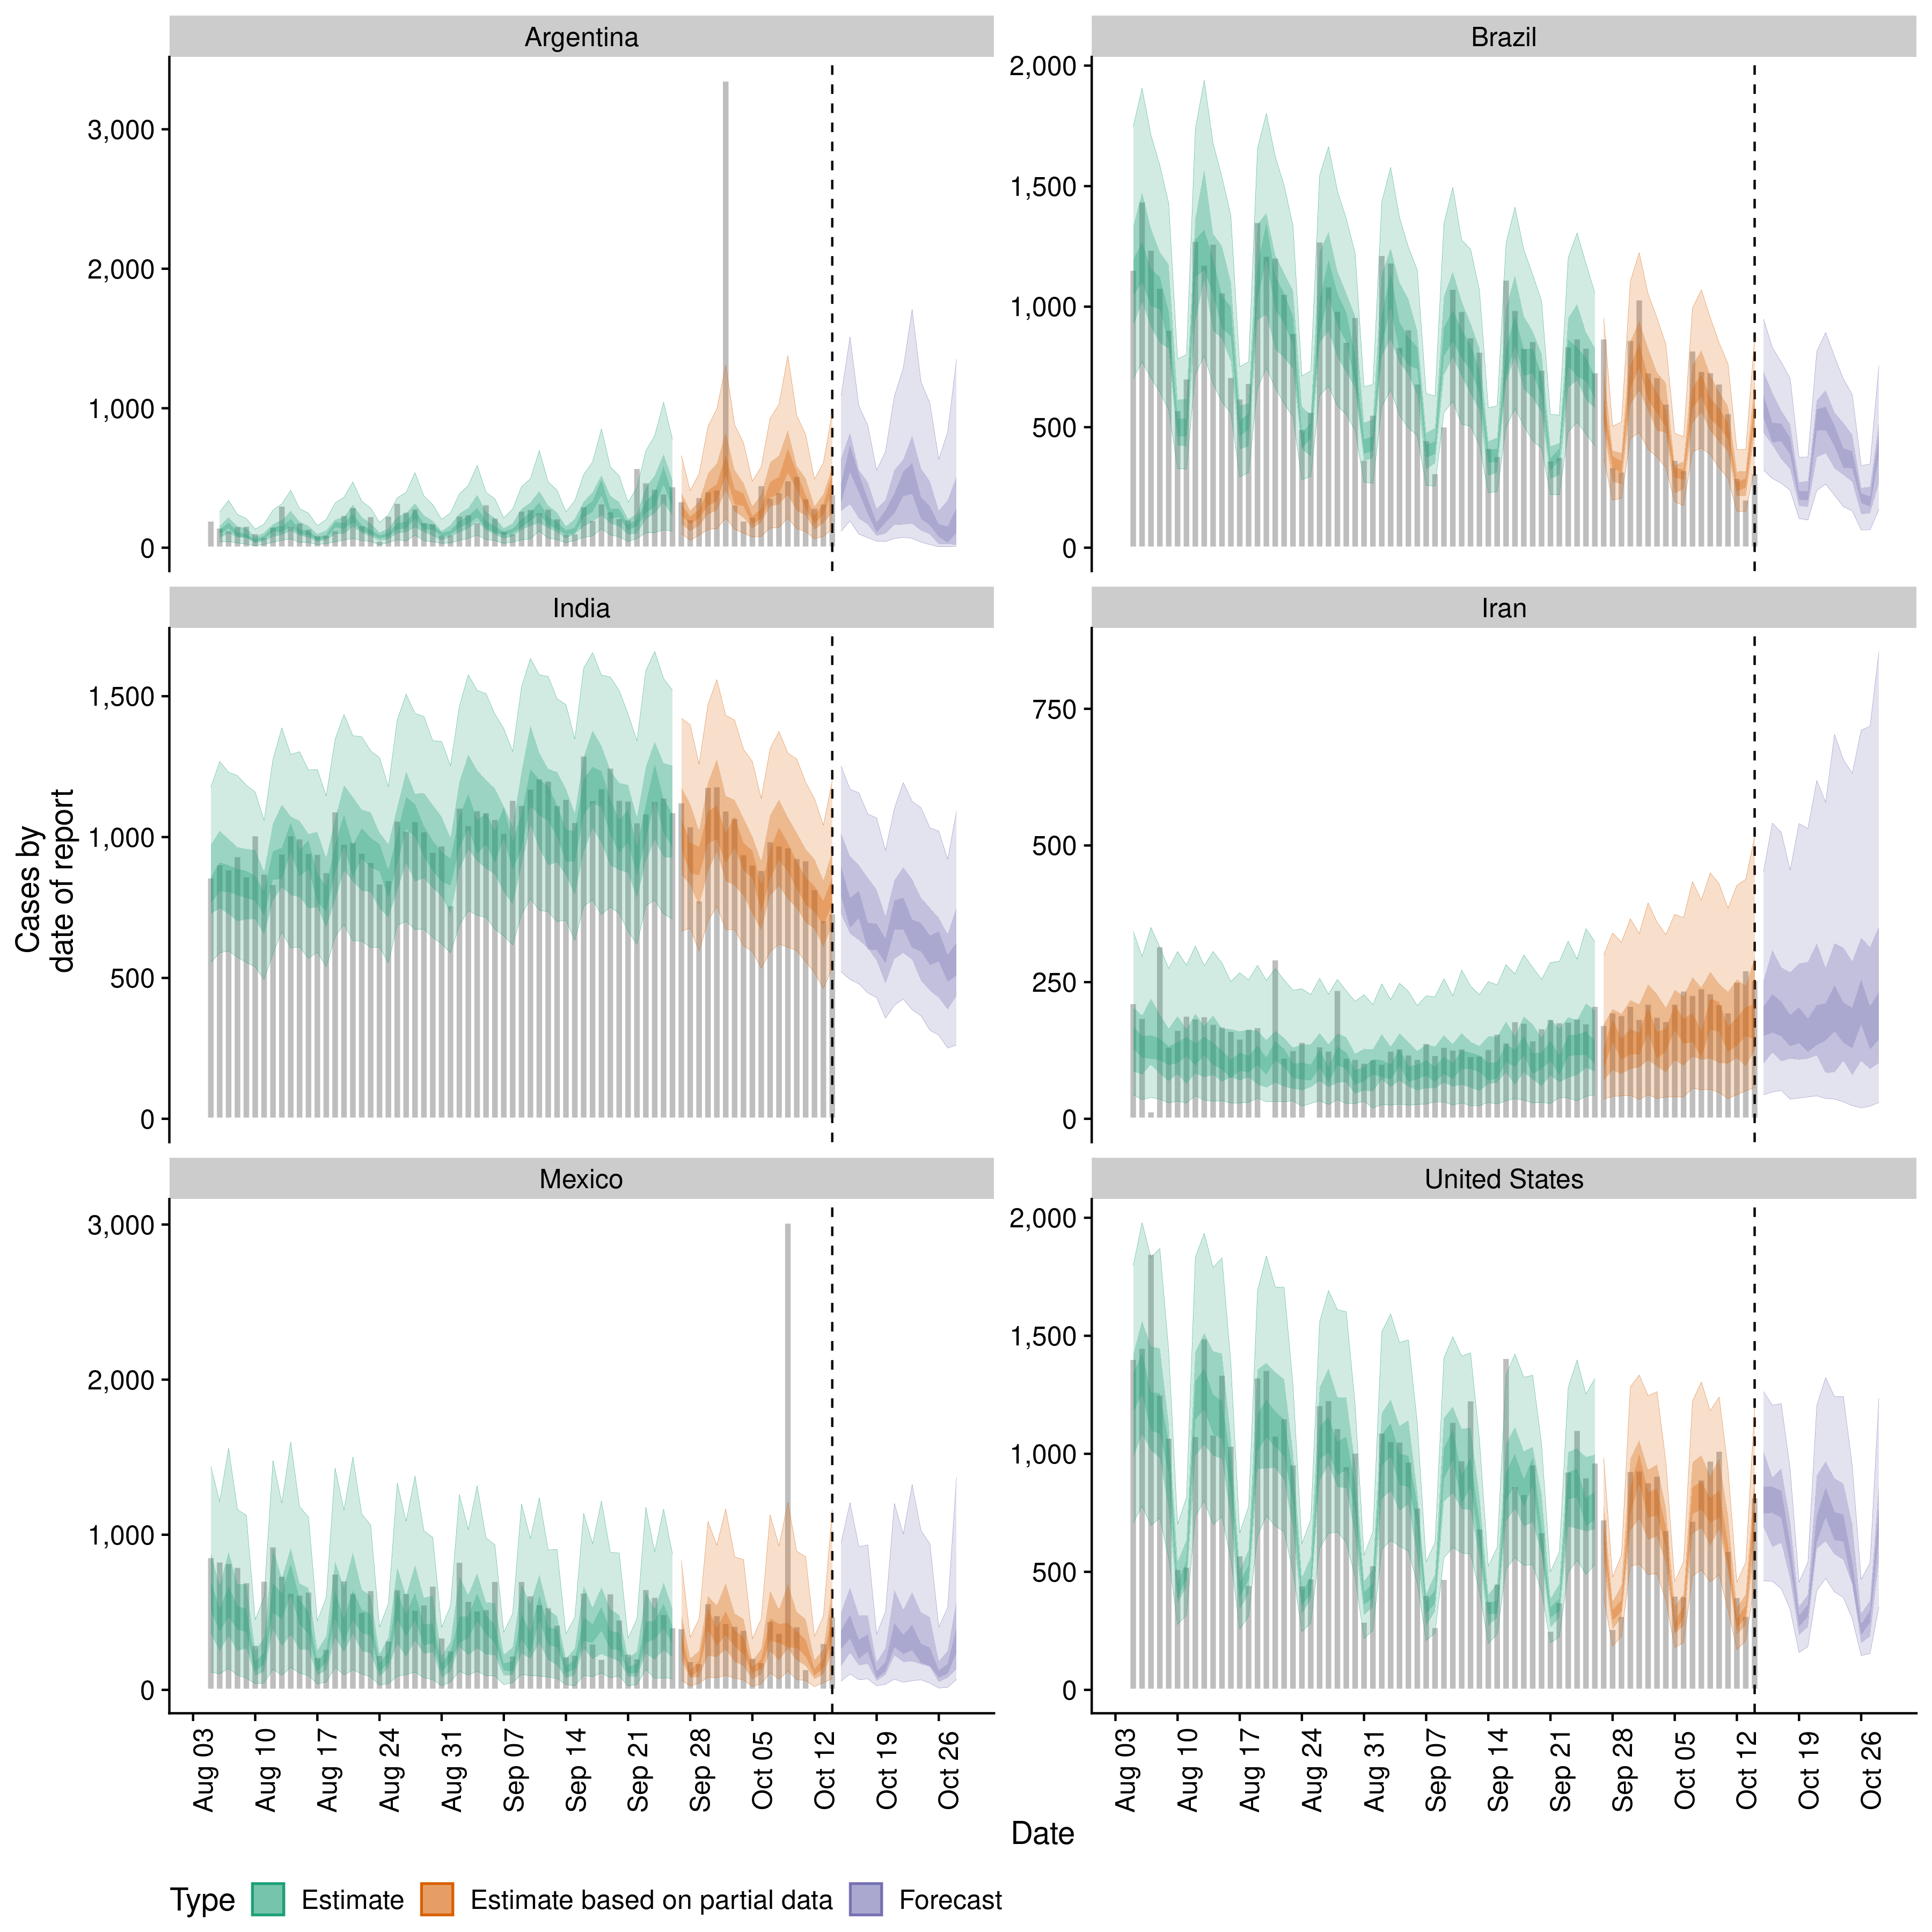 Argentina
Brazil
3,000
2,000
1,000
0
2,000
1,500
1,000
500
0
India
Iran
1,500
1,000
500
0
750
500
250
0
Mexico
United States
3,000
2,000
1,000
0
2,000
1,500
1,000
500
0
Cases by
date of report
Aug 03
Aug 10
Aug 17
Aug 24
Aug 31
Sep 07
Sep 14
Sep 21
Sep 28
Oct 05
Oct 12
Oct 19
Oct 26
Aug 03
Aug 10
Aug 17
Aug 24
Aug 31
Sep 07
Sep 14
Sep 21
Sep 28
Oct 05
Oct 12
Oct 19
Oct 26
Date
Type Estimate Estimate based on partial data Forecast